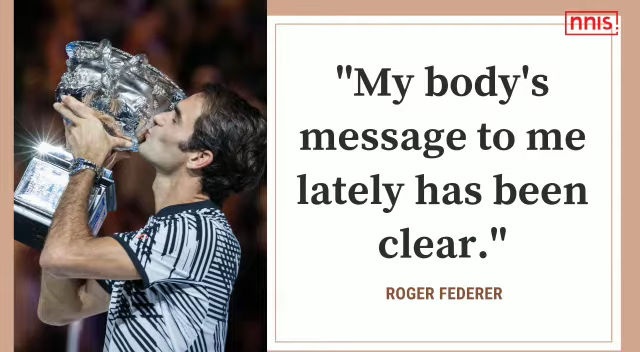 nnis!
"My body's
message to me
lately has been
clear."
ROGER FEDERER